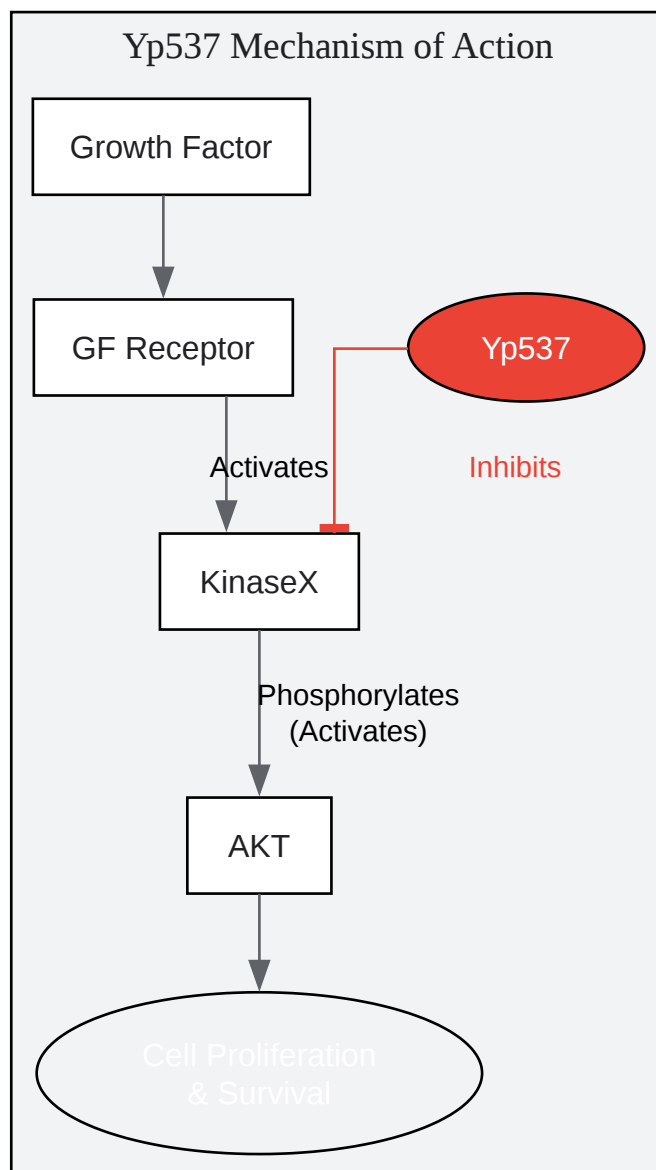 Yp537 Mechanism of Action
Growth Factor
GF Receptor
Yp537
Activates
Inhibits
KinaseX
Phosphorylates
(Activates)
AKT
Cell Proliferation
& Survival